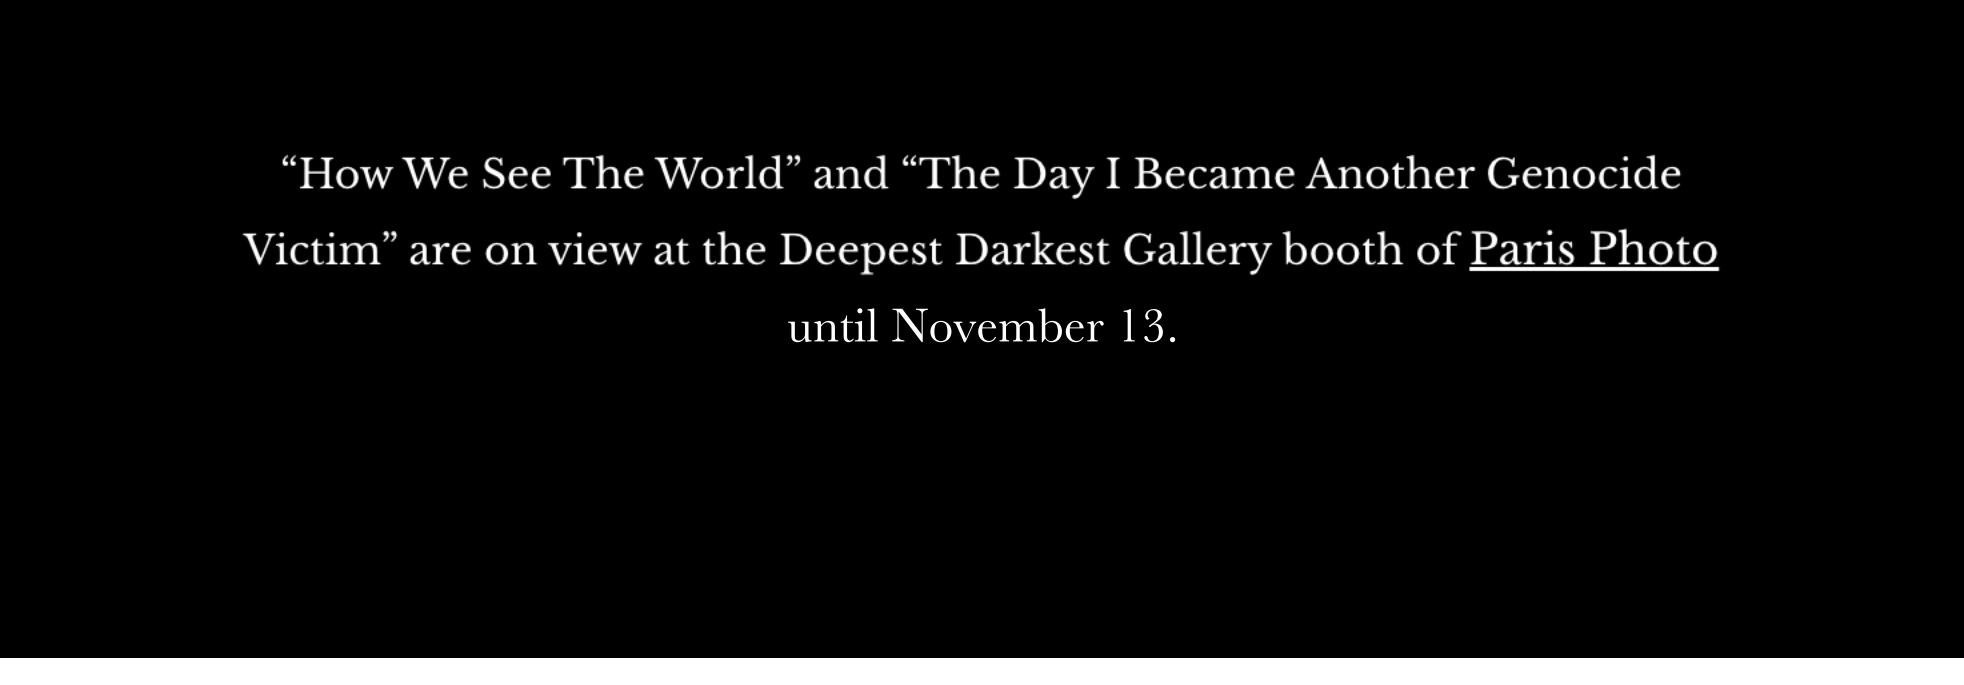 “How We See The World” and “The Day I Became Another Genocide
Victim” are on view at the Deepest Darkest Gallery booth of Paris Photo
until November 13.